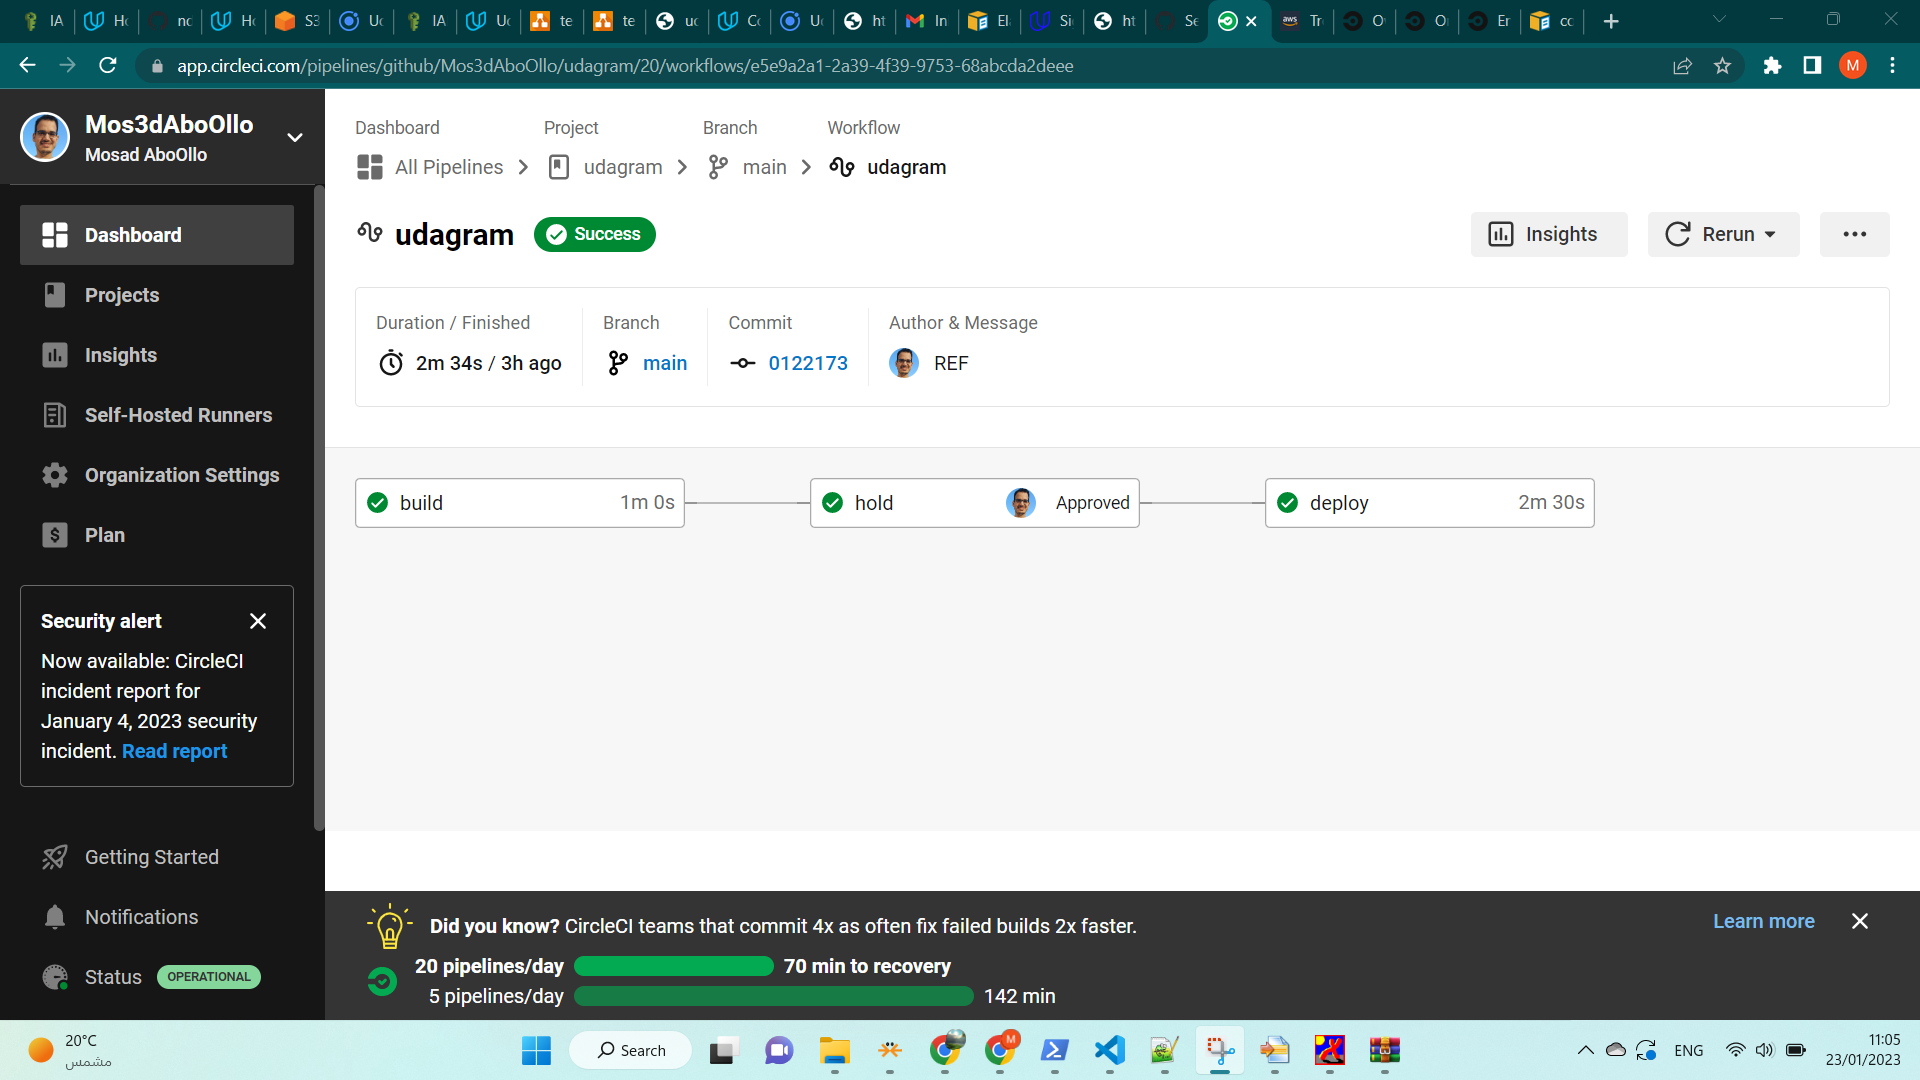 IA
Ho
nc
Ho
S3
Uc
IA
Uc
te
te
uc
Co
Uc
ht
In
El
Si
ht
Se
Tr
O
O
Er
cc
app.circleci.com/pipelines/github/Mos3dAboOllo/udagram/20/workflows/e5e9a2a1-2a39-4f39-9753-68abcda2deee
M
Mos3dAboOllo
Mosad AboOllo
Dashboard
Projects
Insights
Self-Hosted Runners
Organization Settings
Plan
Security alert
Now available: CircleCI
incident report for
January 4, 2023 security
incident. Read report
Getting Started
Notifications
Status OPERATIONAL
Dashboard Project Branch Workflow
All Pipelines udagram main udagram
udagram Success
Insights Rerun
Duration / Finished Branch Commit Author & Message
2m 34s / 3h ago main 0122173 REF
build 1m 0s hold Approved deploy 2m 30s
Did you know? CircleCI teams that commit 4x as often fix failed builds 2x faster.
Learn more
20 pipelines/day 70 min to recovery
5 pipelines/day 142 min
20°C
مشمس
Search
M
ENG
11:05
23/01/2023